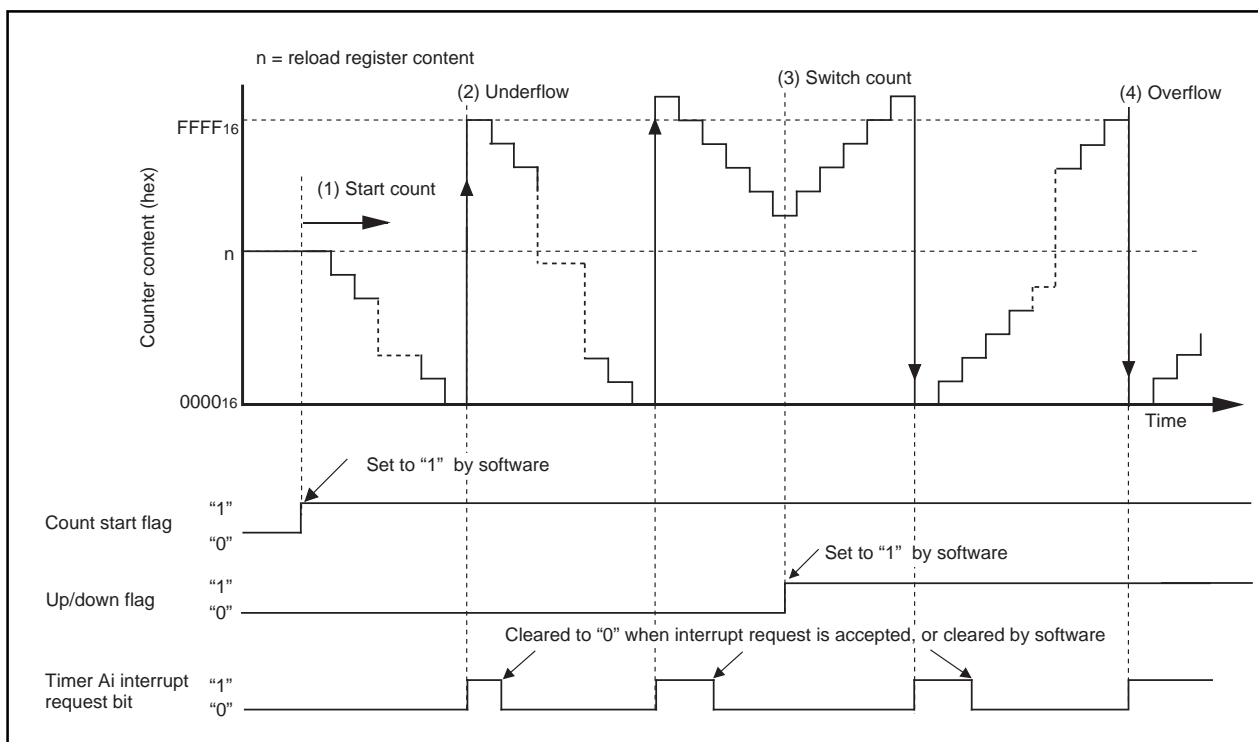 n = reload register content
(2) Underflow
(3) Switch count
(4) Overflow
FFFF16
(1) Start count
Counter content (hex)
n
000016
Time
Set to “1” by software
Count start flag
“1”
“0”
Set to “1” by software
Up/down flag
“1”
“0”
Cleared to “0” when interrupt request is accepted, or cleared by software
Timer Ai interrupt
request bit
“1”
“0”